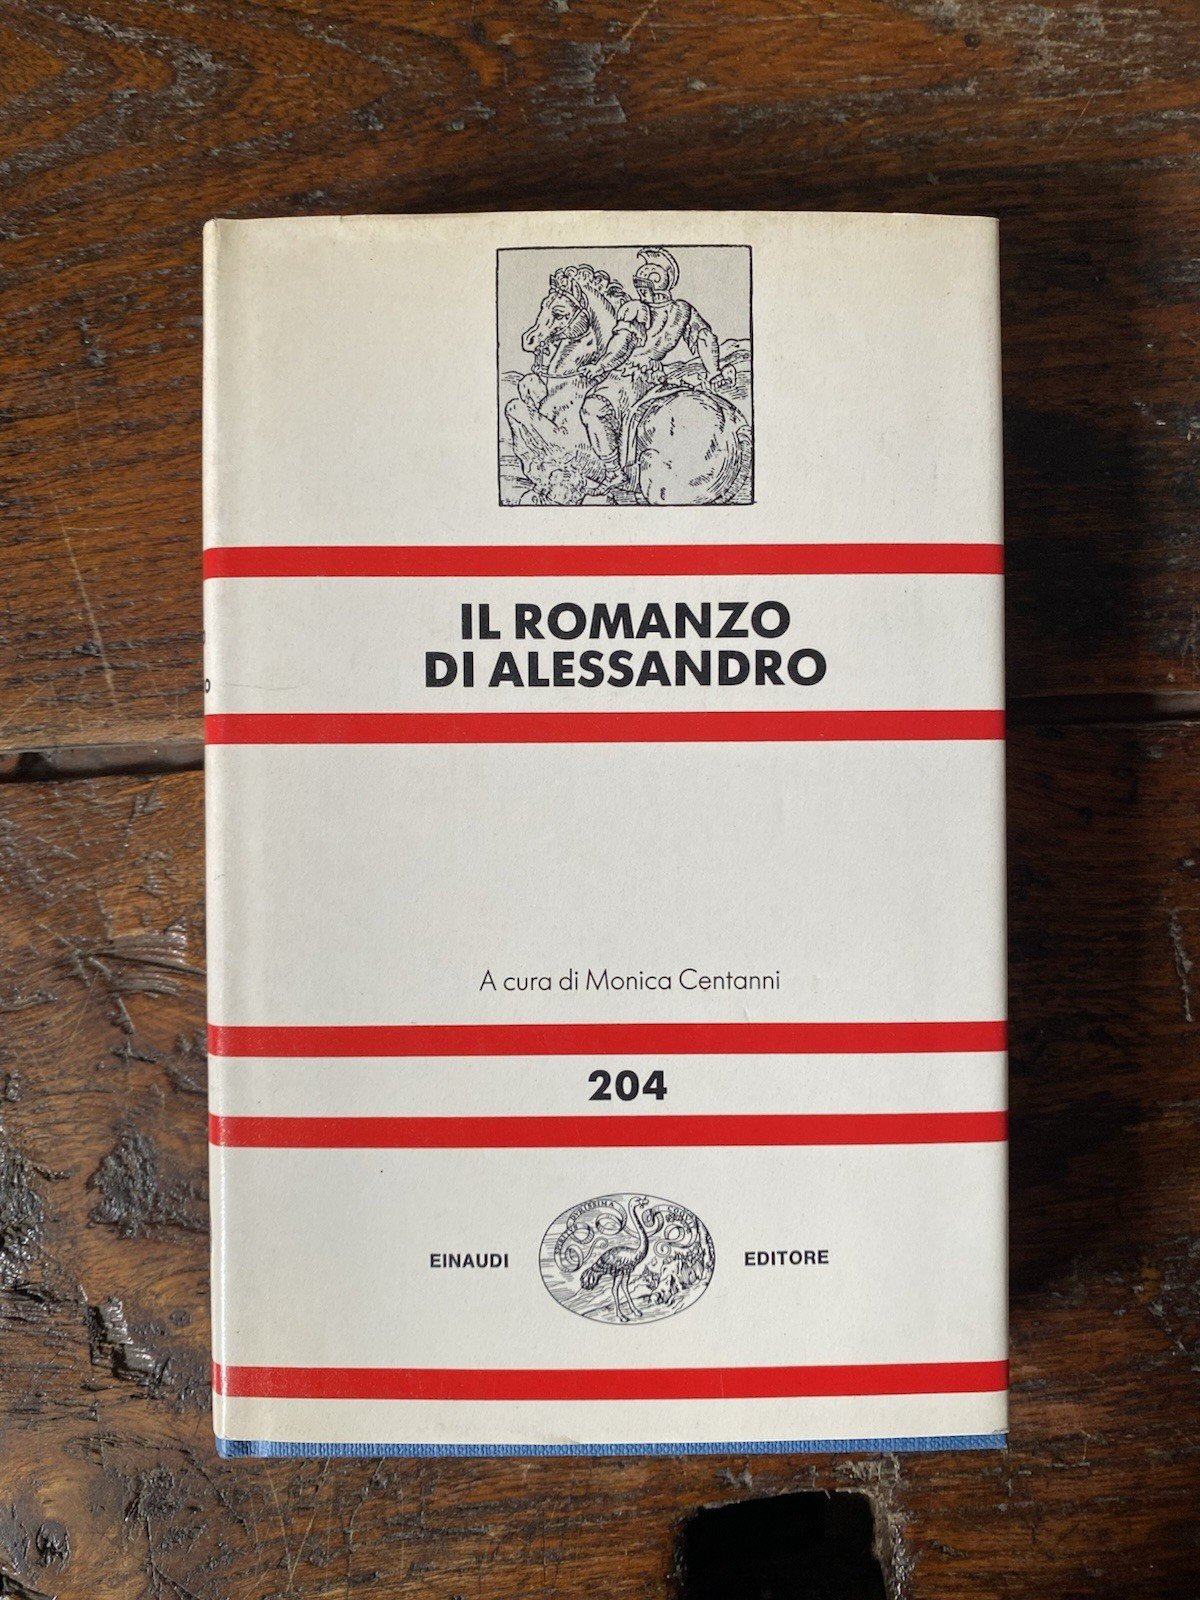 IL ROMANZO
DI ALESSANDRO
A cura di Monica Centanni
204
EINAUDI
EDITORE